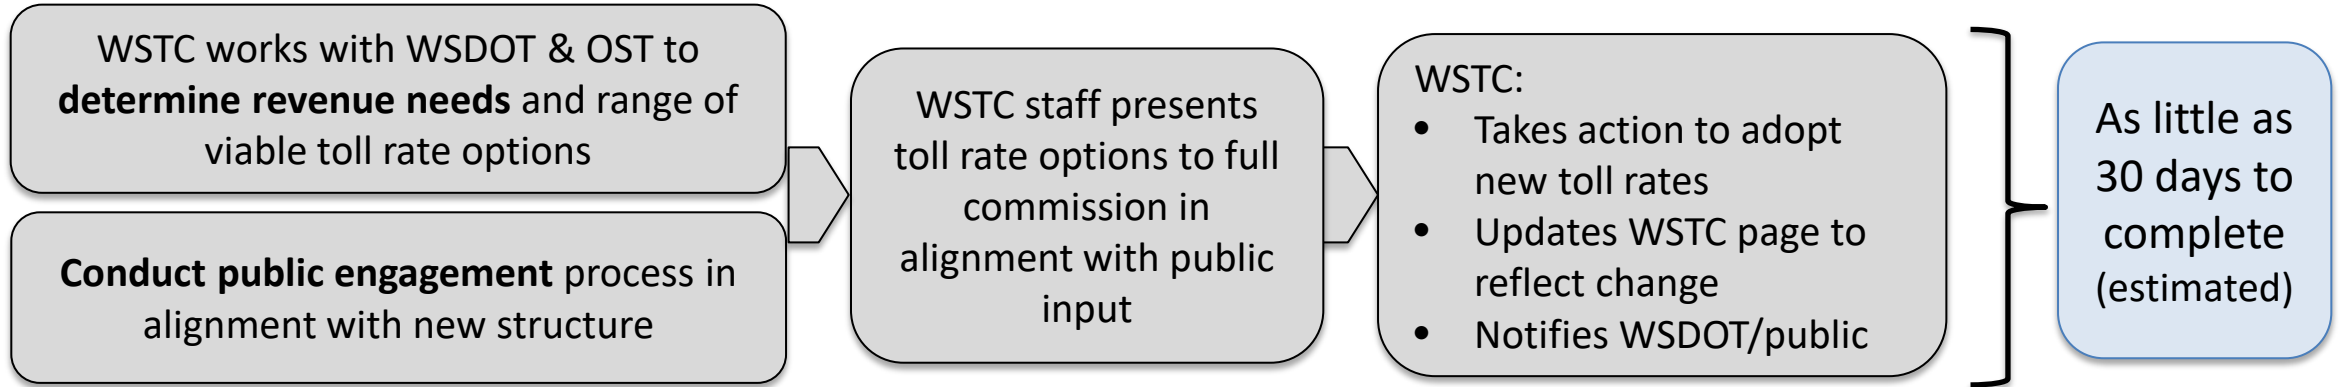 WSTC works with WSDOT & OST to
determine revenue needs and range of
viable toll rate options
Conduct public engagement process in
alignment with new structure
WSTC staff presents
toll rate options to full
commission in
alignment with public
input
WSTC:
• Takes action to adopt
new toll rates
• Updates WSTC page to
reflect change
• Notifies WSDOT/public
As little as
30 days to
complete
(estimated)